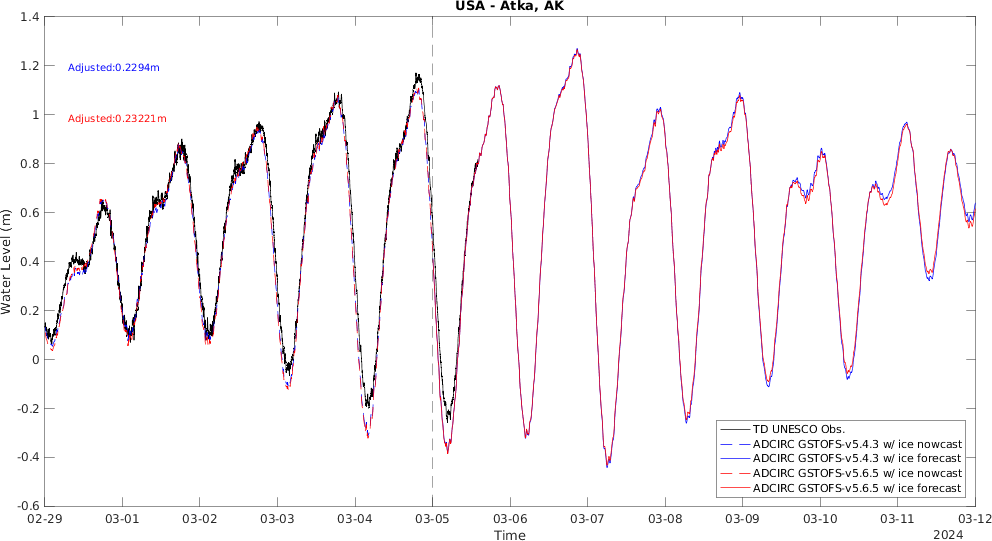 USA - Atka, AK
1.4
1.2
1
0.8
0.6
0.4
0.2
0
-0.2
-0.4
-0.6
Water Level (m)
Adjusted:0.2294m
Adjusted:0.23221m
TD UNESCO Obs.
ADCIRC GSTOFS-v5.4.3 w/ ice nowcast
ADCIRC GSTOFS-v5.4.3 w/ ice forecast
ADCIRC GSTOFS-v5.6.5 w/ ice nowcast
ADCIRC GSTOFS-v5.6.5 w/ ice forecast
02-29 03-01 03-02 03-03 03-04 03-05 03-06 03-07 03-08 03-09 03-10 03-11 03-12
Time
2024